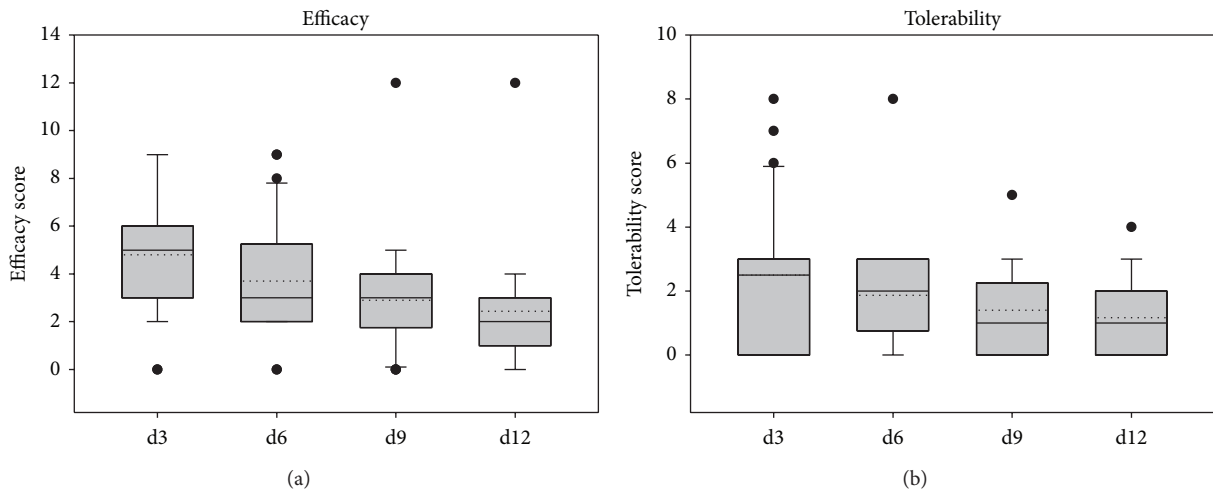 Efficacy
14
12
10
8
6
4
2
0
Efficacy score
d3 d6 d9 d12
(a)
Tolerability
10
8
6
4
2
0
Tolerability score
d3 d6 d9 d12
(b)